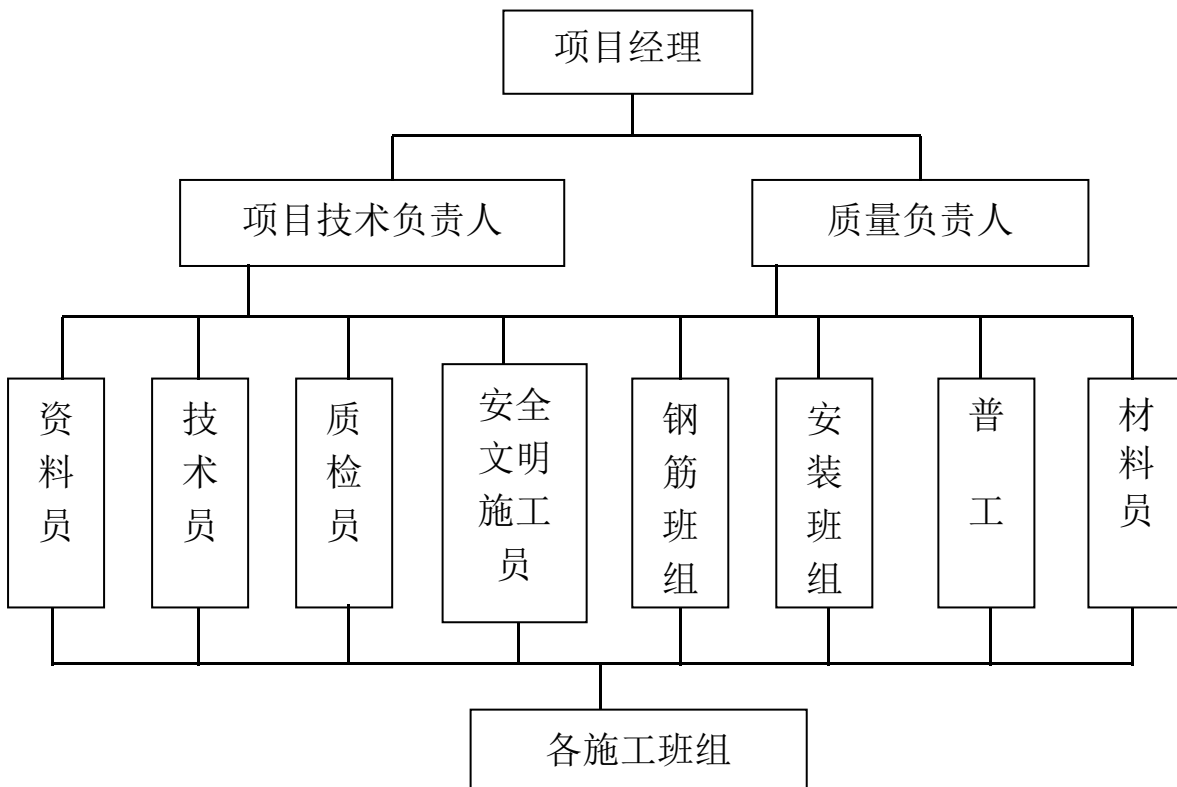 项目经理
项目技术负责人
质量负责人
资料员
技术员
质检员
安全
文明
施工
员
钢筋班组
安装班组
普工
材料员
各施工班组